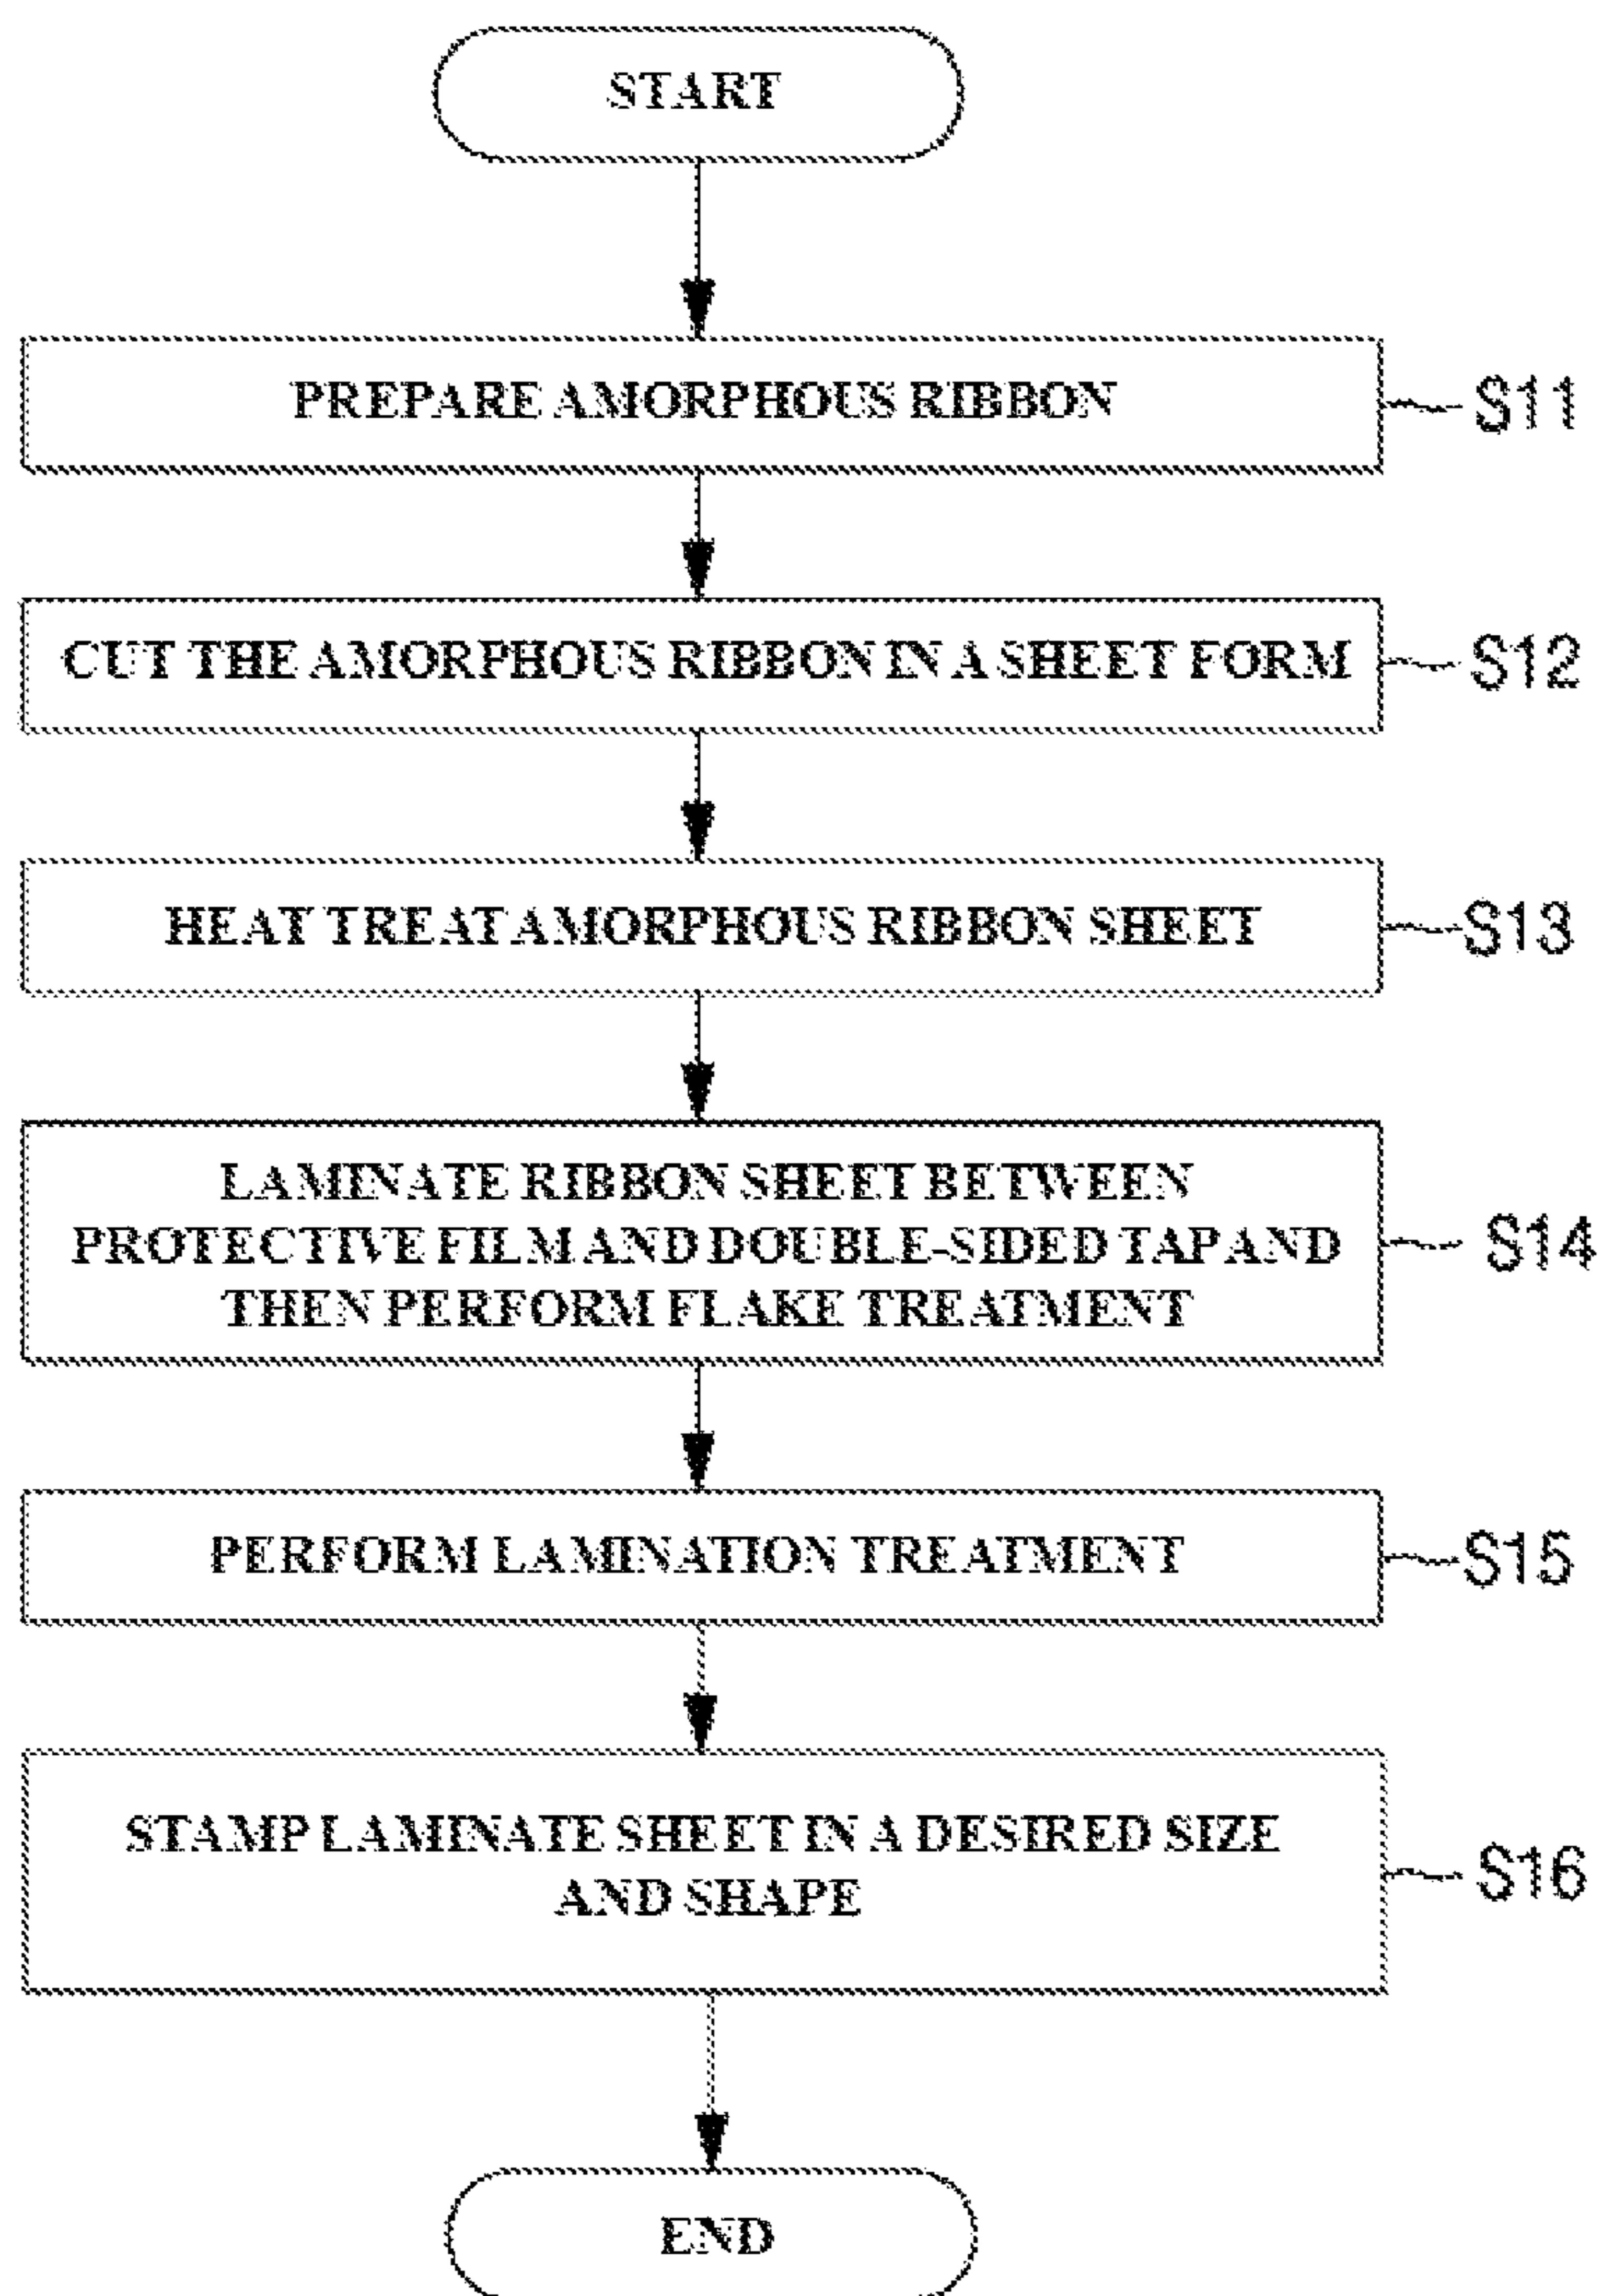 START
PREPARE AMORPHOUS RIBBON
S11
CUT THE AMORPHOUS RIBBON IN A SHEET FORM
S12
HEAT TREAT AMORPHOUS RIBBON SHEET
S13
LAMINATE RIBBON SHEET BETWEEN
PROTECTIVE FILM AND DOUBLE-SIDED TAP AND
THEN PERFORM FLAKE TREATMENT
S14
PERFORM LAMINATION TREATMENT
S15
STAMP LAMINATE SHEET IN A DESIRED SIZE
AND SHAPE
S16
END